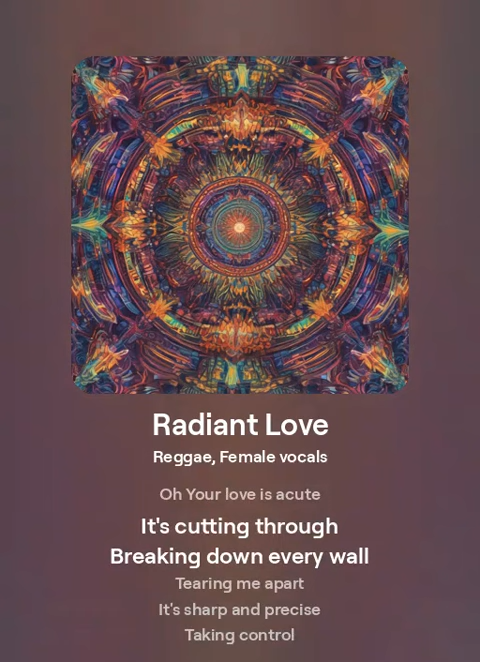 Radiant Love
Reggae, Female vocals
Oh Your love is acute
It's cutting through
Breaking down every wall
Tearing me apart
It's sharp and precise
Taking control